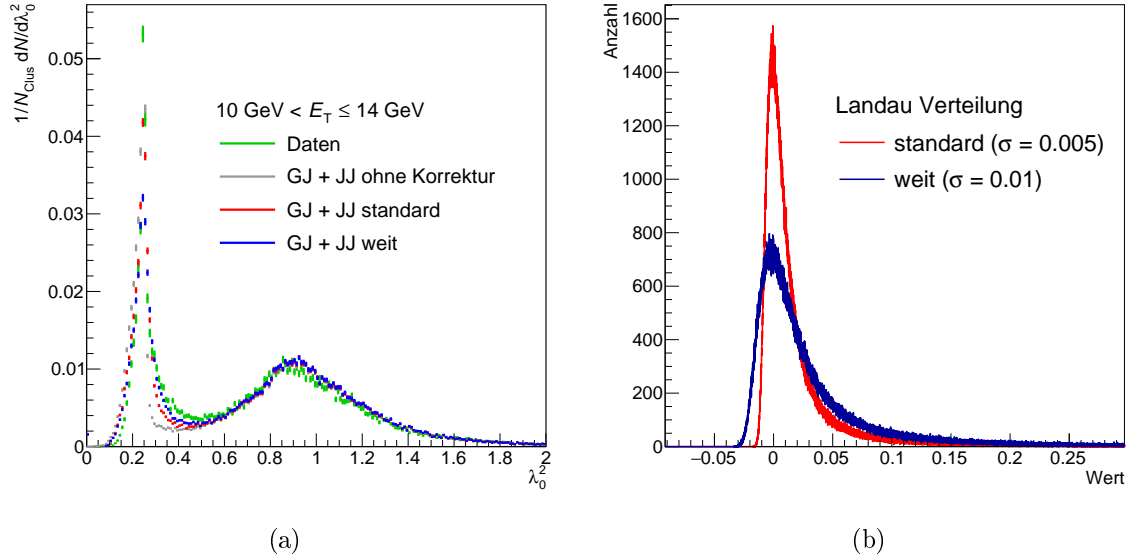 1/N_Clus dN/dλ₀²
0.05
0.04
0.03
0.02
0.01
0
10 GeV < E_T ≤ 14 GeV
Daten
GJ + JJ ohne Korrektur
GJ + JJ standard
GJ + JJ weit
0 0.2 0.4 0.6 0.8 1 1.2 1.4 1.6 1.8 2
λ₀²
(a)
Anzahl
1600
1400
1200
1000
800
600
400
200
0
Landau Verteilung
standard (σ = 0.005)
weit (σ = 0.01)
−0.05 0 0.05 0.1 0.15 0.2 0.25
Wert
(b)